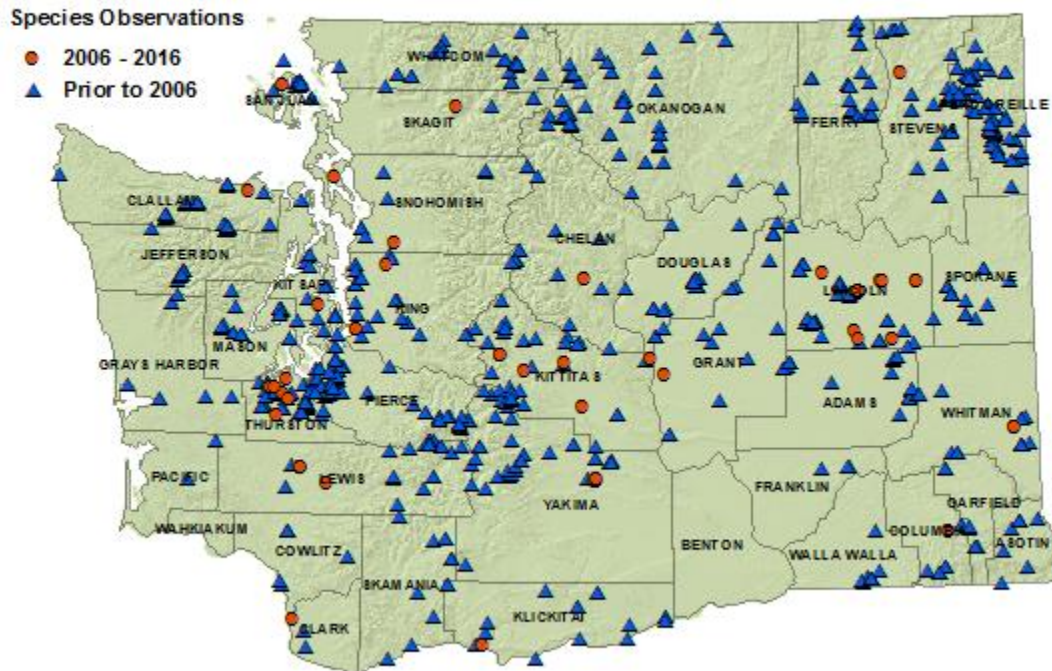 Species Observations
2006 - 2016
Prior to 2006
WHATCOM
SAN JUAN
SKAGIT
OKANOGAN
FERRY
STEVENS
PEND OREILLE
CLALLAM
SNOHOMISH
CHELAN
JEFFERSON
DOUGLAS
KITSAP
LINCOLN
SPOKANE
KING
MASON
GRAYS HARBOR
GRANT
KITTITAS
PIERCE
ADAMS
WHITMAN
THURSTON
PACIFIC
LEWIS
YAKIMA
FRANKLIN
GARFIELD
WAHKIAKUM
COWLITZ
BENTON
COLUMBIA
ASOTIN
WALLA WALLA
SKAMANIA
KLICKITAT
CLARK